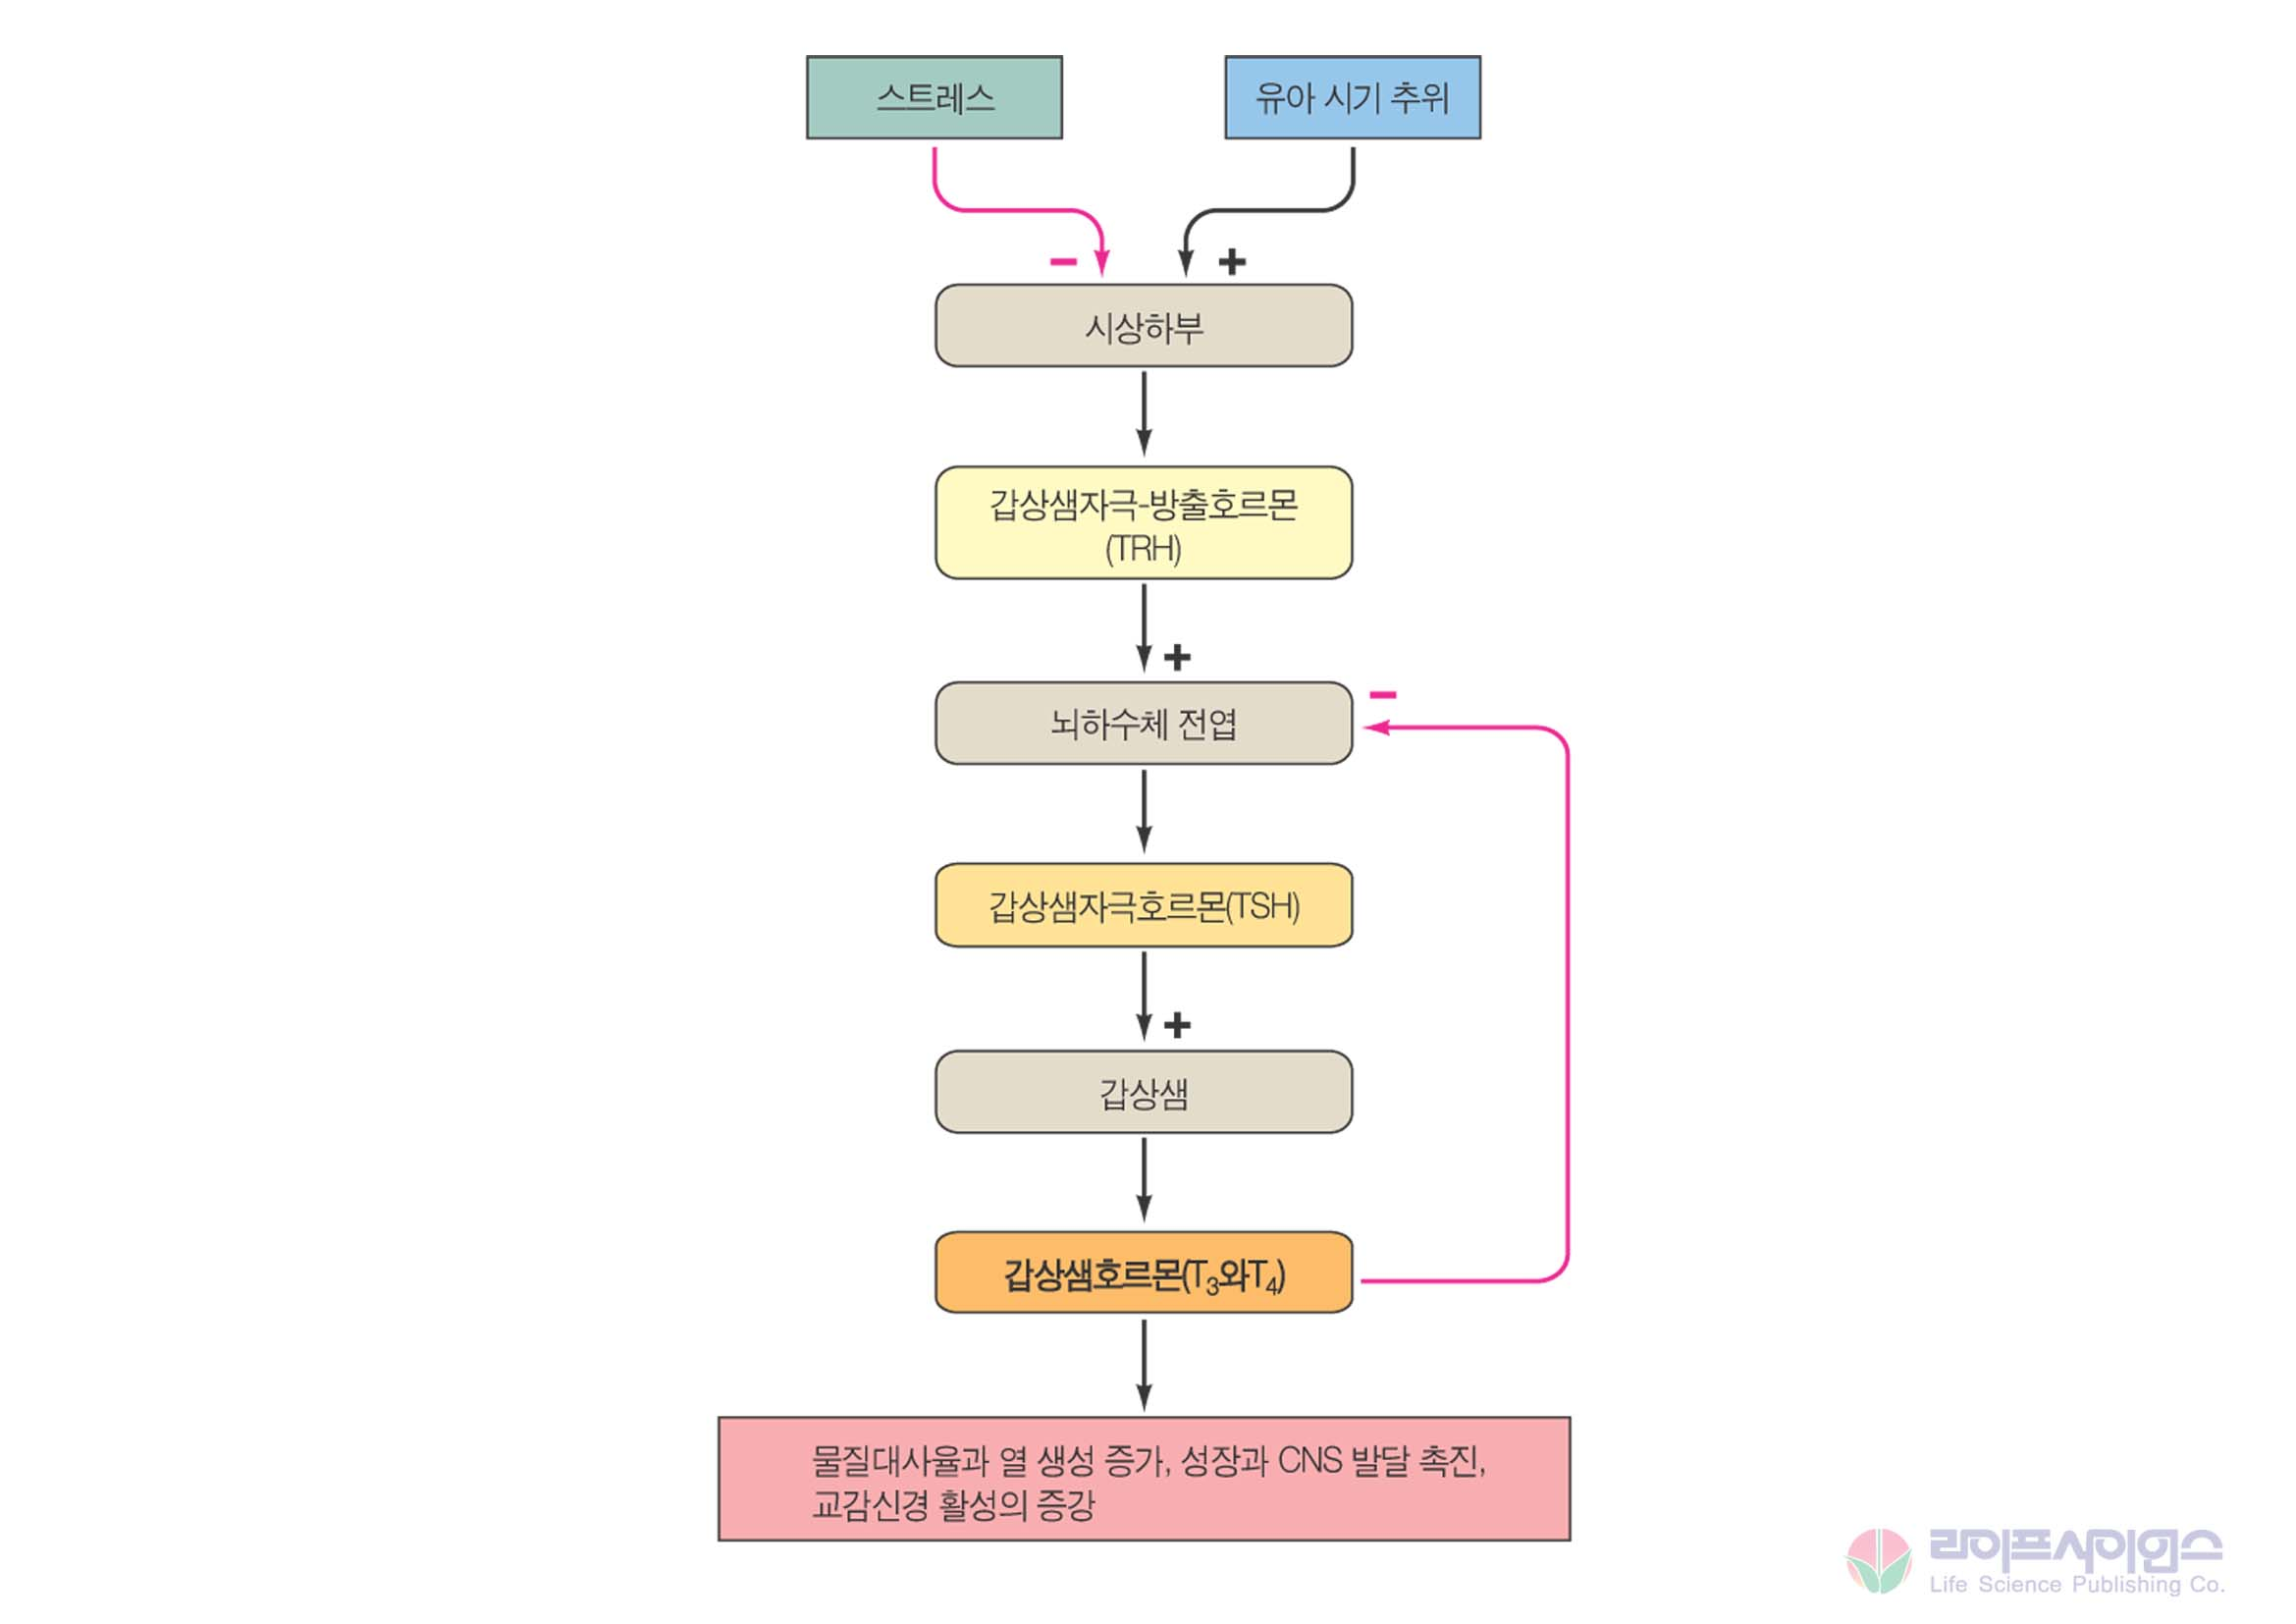 스트레스
유아 시기 추위
− +
시상하부
갑상샘자극-방출호르몬
(TRH)
+
뇌하수체 전엽
−
갑상샘자극호르몬(TSH)
+
갑상샘
갑상샘호르몬(T₃와T₄)
물질대사율과 열 생성 증가, 성장과 CNS 발달 촉진,
교감신경 활성의 증강
라이프사이언스
Life Science Publishing Co.